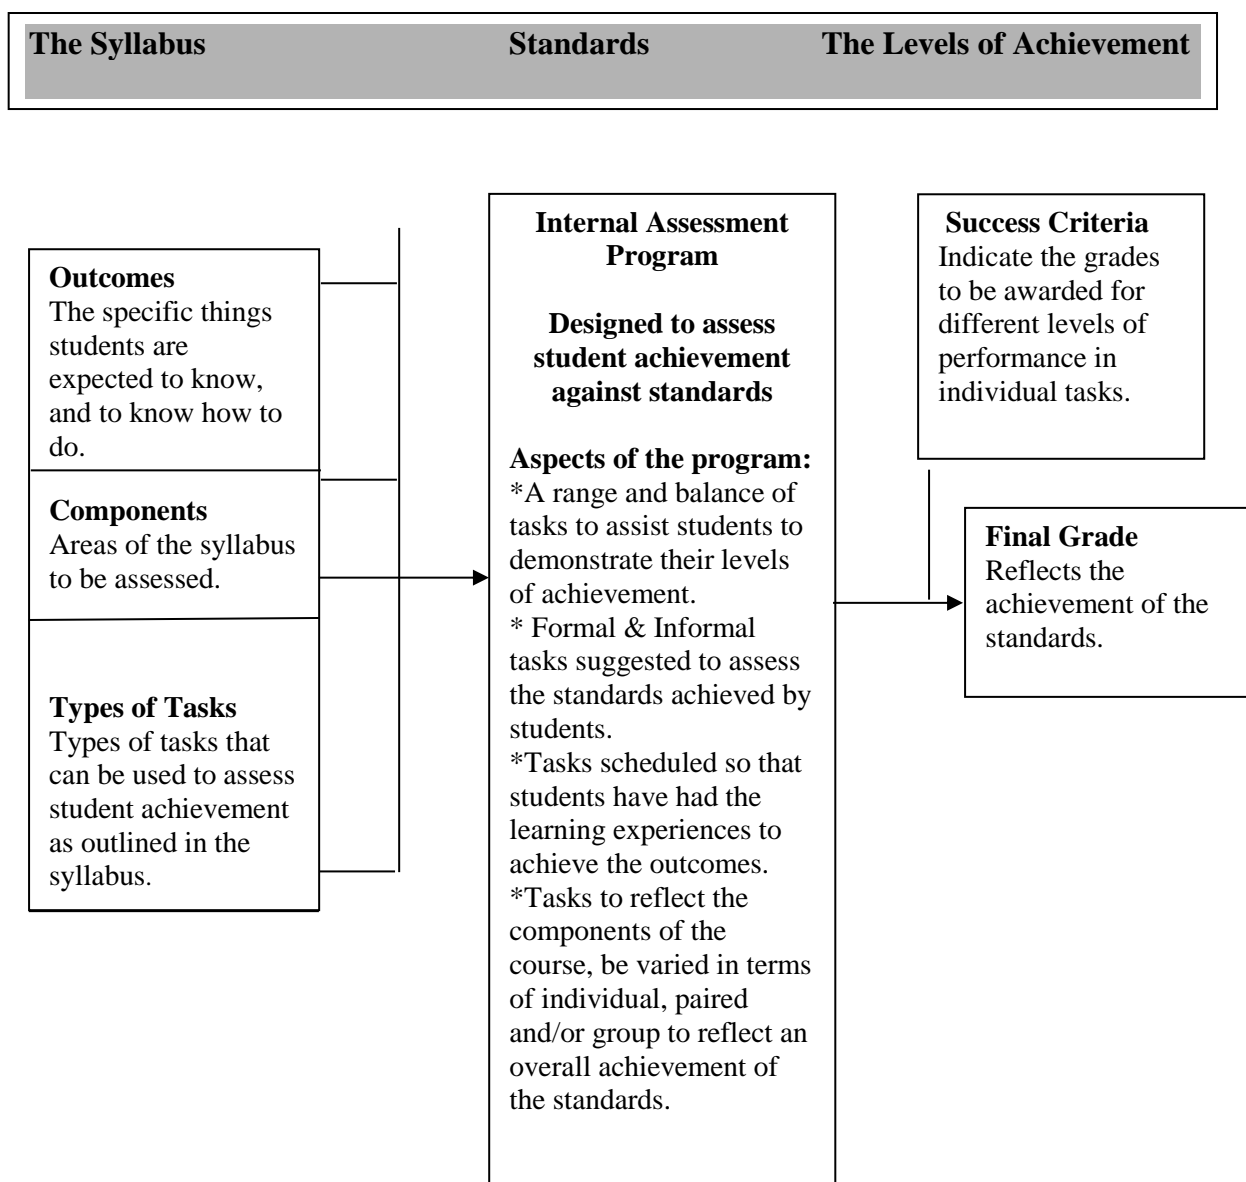 The Syllabus Standards The Levels of Achievement
Outcomes
The specific things
students are
expected to know,
and to know how to
do.
Components
Areas of the syllabus
to be assessed.
Types of Tasks
Types of tasks that
can be used to assess
student achievement
as outlined in the
syllabus.
Internal Assessment
Program
Designed to assess
student achievement
against standards
Aspects of the program:
*A range and balance of
tasks to assist students to
demonstrate their levels
of achievement.
* Formal & Informal
tasks suggested to assess
the standards achieved by
students.
*Tasks scheduled so that
students have had the
learning experiences to
achieve the outcomes.
*Tasks to reflect the
components of the
course, be varied in terms
of individual, paired
and/or group to reflect an
overall achievement of
the standards.
Success Criteria
Indicate the grades
to be awarded for
different levels of
performance in
individual tasks.
Final Grade
Reflects the
achievement of the
standards.